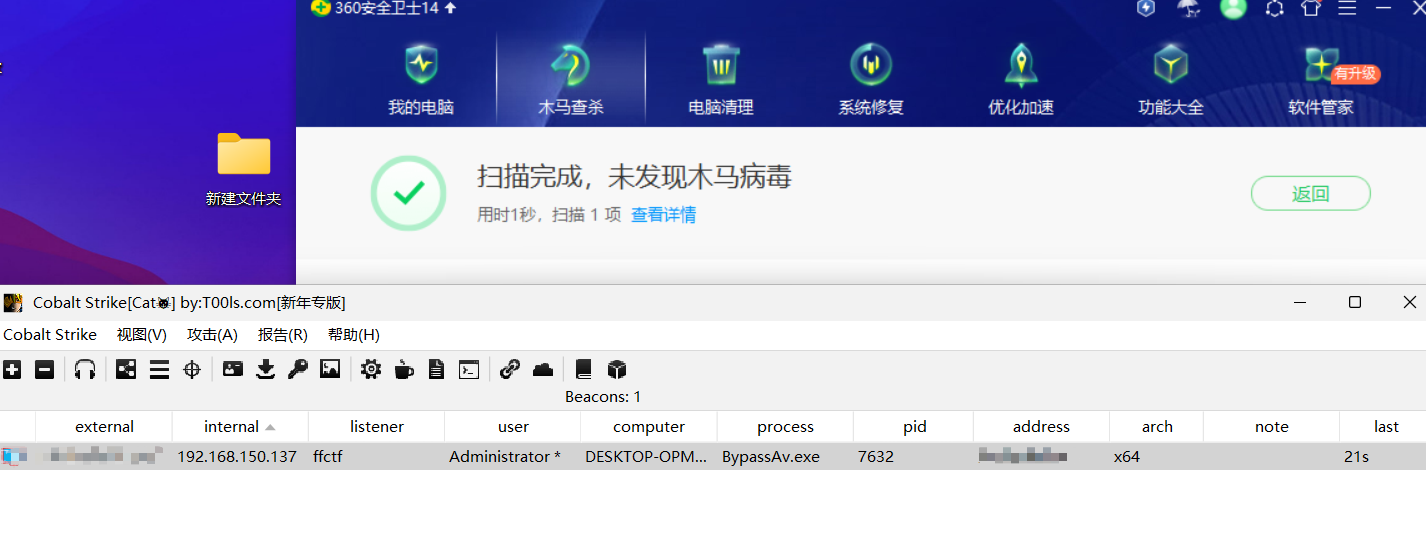 360安全卫士14
我的电脑 木马查杀 电脑清理 系统修复 优化加速 功能大全 软件管家 有升级
新建文件夹
扫描完成，未发现木马病毒
返回
用时1秒，扫描 1 项 查看详情
Cobalt Strike[Cat] by:T00ls.com[新年专版]
Cobalt Strike 视图(V) 攻击(A) 报告(R) 帮助(H)
Beacons: 1
external internal listener user computer process pid address arch note last
192.168.150.137 ffctf Administrator * DESKTOP-OPM... BypassAv.exe 7632 x64 21s